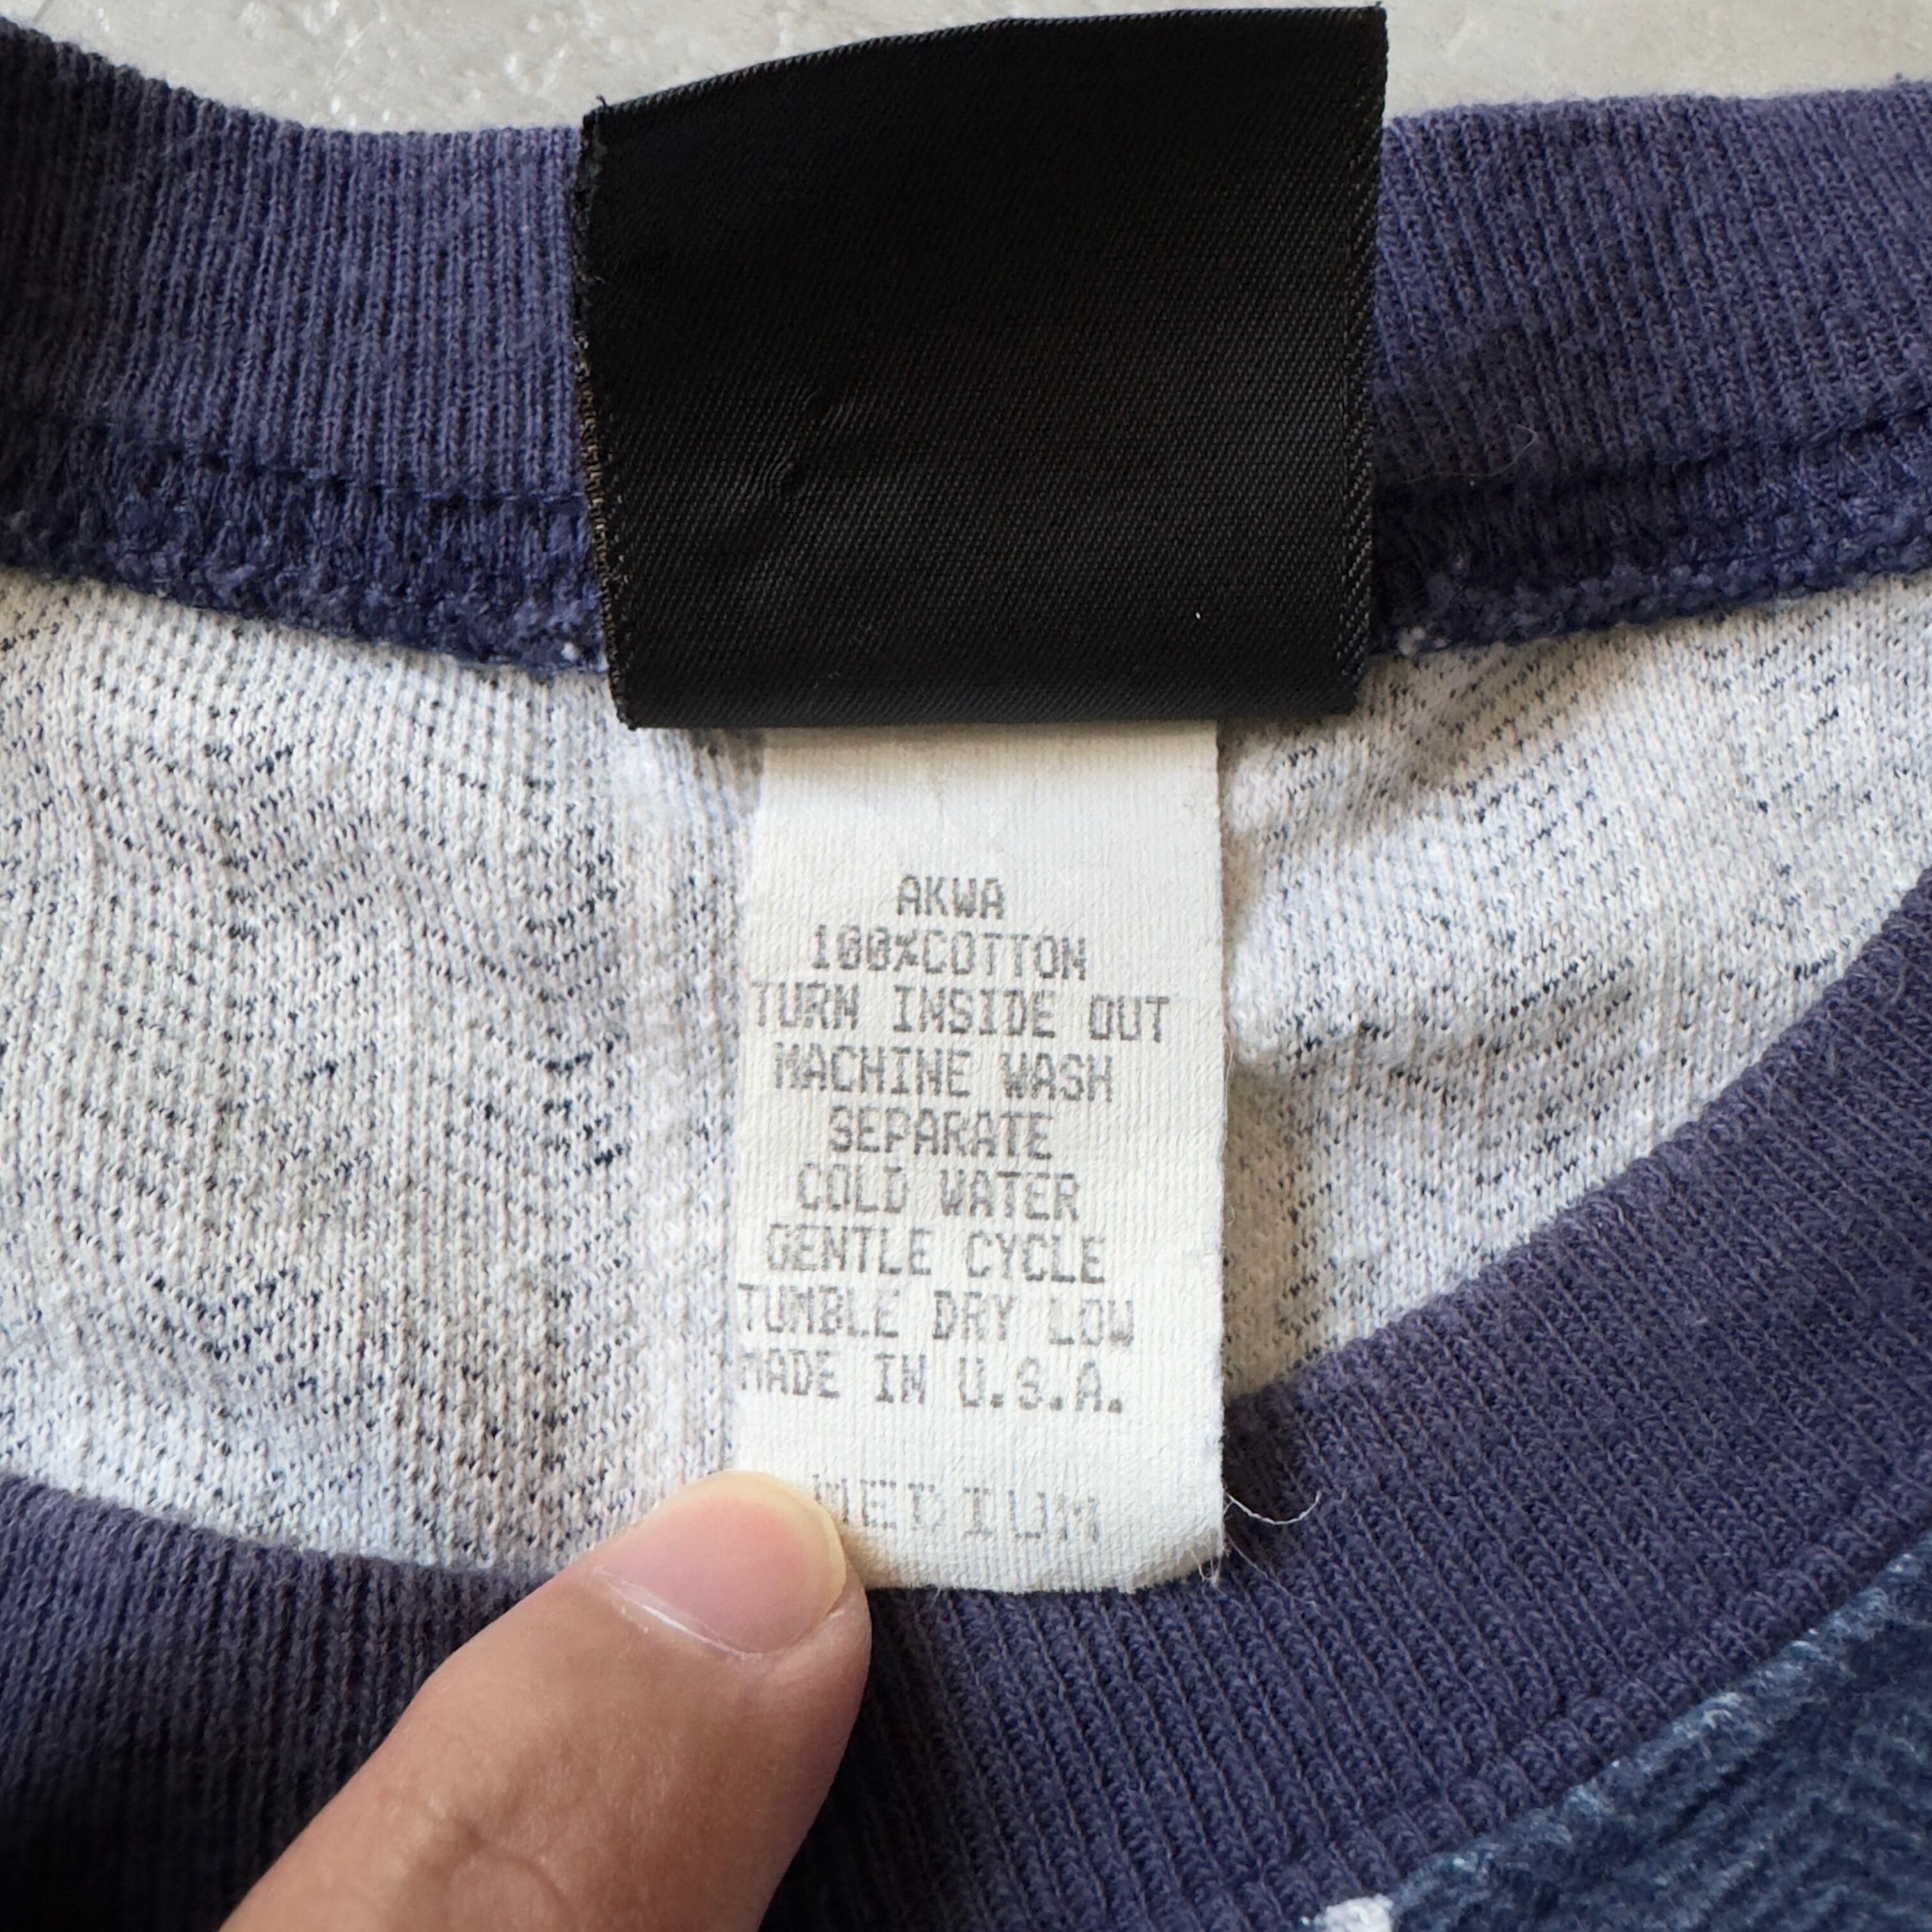 AKWA
100%COTTON
TURN INSIDE OUT
MACHINE WASH
SEPARATE
COLD WATER
GENTLE CYCLE
TUMBLE DRY LOW
MADE IN U.S.A.
MEDIUM